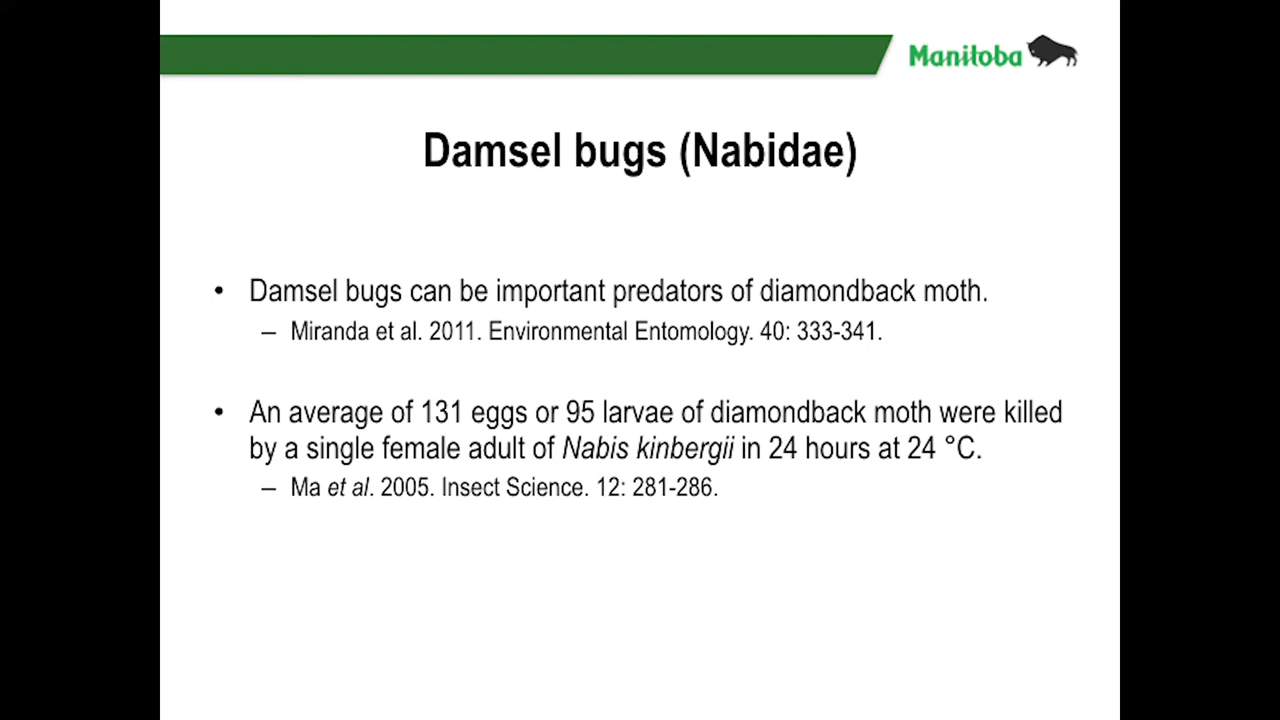 Manitoba
Damsel bugs (Nabidae)
• Damsel bugs can be important predators of diamondback moth.
– Miranda et al. 2011. Environmental Entomology. 40: 333-341.
• An average of 131 eggs or 95 larvae of diamondback moth were killed
by a single female adult of Nabis kinbergii in 24 hours at 24 °C.
– Ma et al. 2005. Insect Science. 12: 281-286.